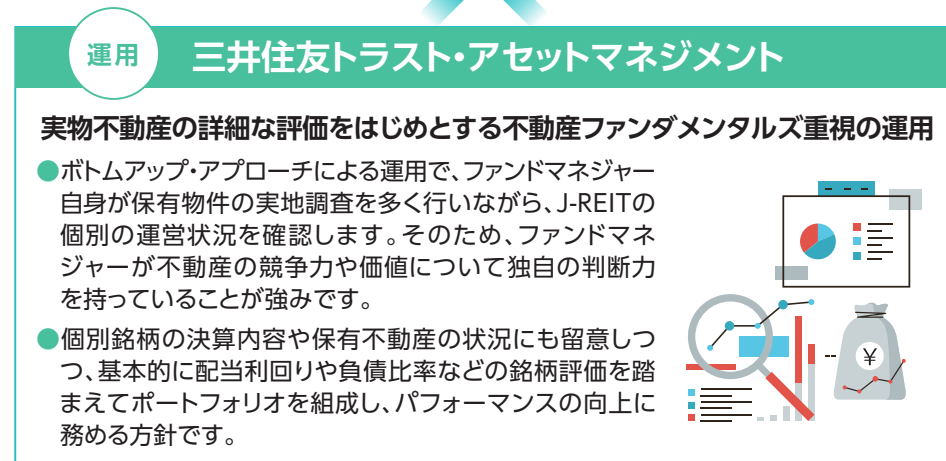 運用
三井住友トラスト・アセットマネジメント
実物不動産の詳細な評価をはじめとする不動産ファンダメンタルズ重視の運用
●ボトムアップ・アプローチによる運用で、ファンドマネジャー
自身が保有物件の実地調査を多く行いながら、J-REITの
個別の運営状況を確認します。そのため、ファンドマネ
ジャーが不動産の競争力や価値について独自の判断力
を持っていることが強みです。
●個別銘柄の決算内容や保有不動産の状況にも留意しつ
つ、基本的に配当利回りや負債比率などの銘柄評価を踏
まえてポートフォリオを組成し、パフォーマンスの向上に
務める方針です。
¥